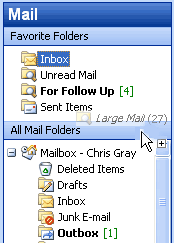 Mail
Favorite Folders
Inbox
Unread Mail
For Follow Up [4]
Sent Items
Large Mail (27)
All Mail Folders
Mailbox - Chris Gray
Deleted Items
Drafts
Inbox
Junk E-mail
Outbox [1]